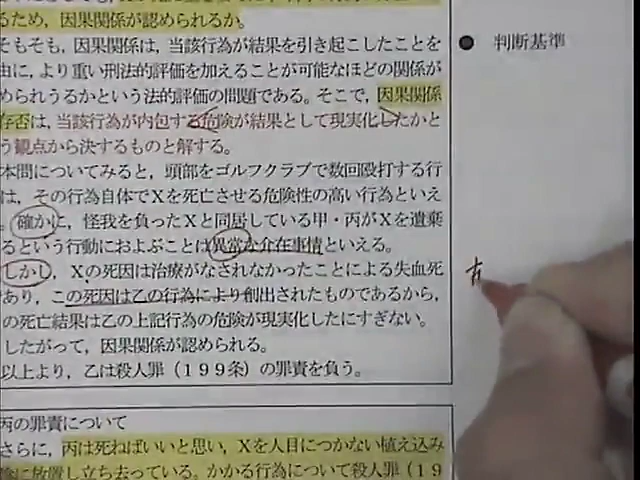 るため，因果関係が認められるか。
そもそも，因果関係は，当該行為が結果を引き起こしたことを
由に，より重い刑法的評価を加えることが可能なほどの関係が
められうるかという法的評価の問題である。そこで，因果関係
存否は，当該行為が内包する危険が結果として現実化したかと
う観点から決するものと解する。
本問についてみると，頭部をゴルフクラブで数回殴打する行
は，その行為自体でＸを死亡させる危険性の高い行為といえ
。確かに，怪我を負ったＸと同居している甲・丙がＸを遺棄
るという行動におよぶことは異常な介在事情といえる。
しかし，Ｘの死因は治療がなされなかったことによる失血死
あり，この死因は乙の行為により創出されたものであるから，
の死亡結果は乙の上記行為の危険が現実化したにすぎない。
したがって，因果関係が認められる。
以上より，乙は殺人罪（１９９条）の罪責を負う。
丙の罪責について
さらに，丙は死ねばいいと思い，Ｘを人目につかない植え込み
に放置し立ち去っている。かかる行為について殺人罪（１９
● 判断基準